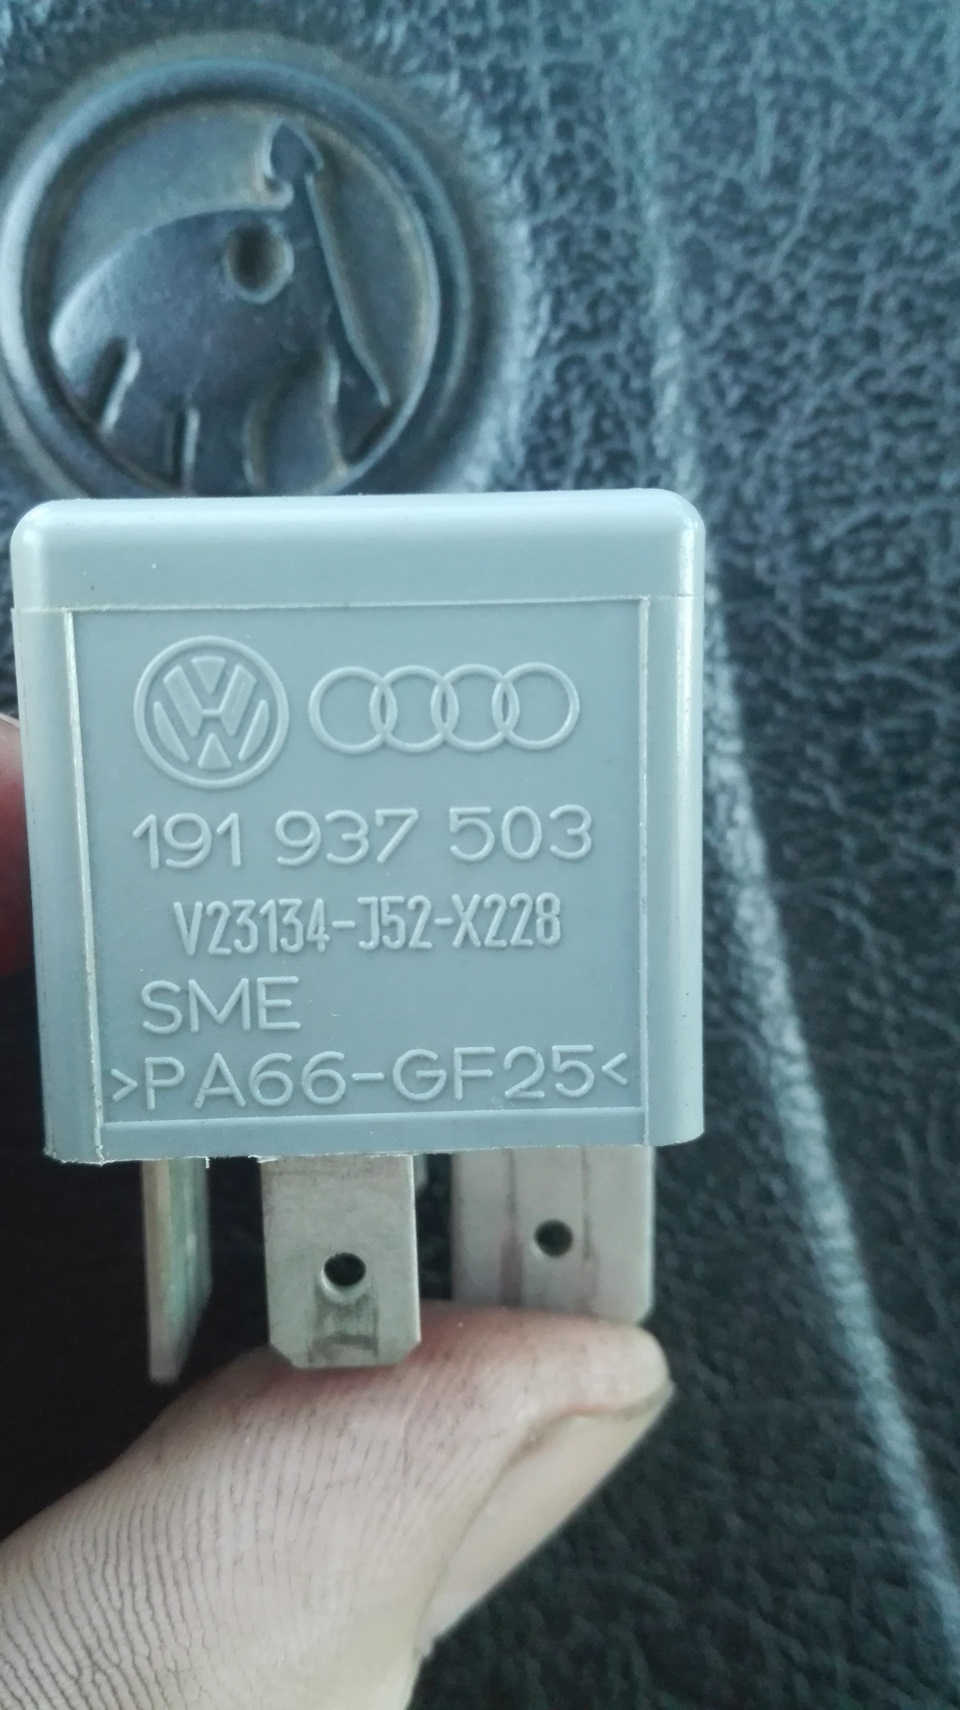 191 937 503
V23134-J52-X228
SME
>PA66-GF25<